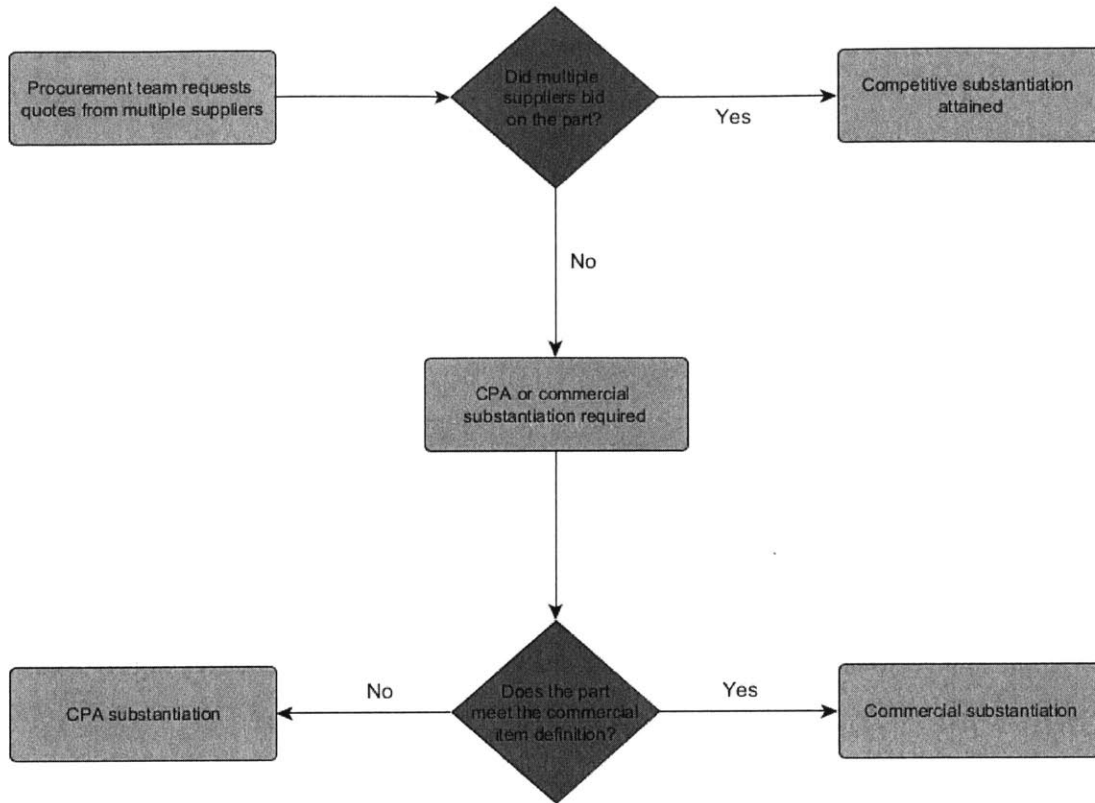 Procurement team requests
quotes from multiple suppliers
Did multiple
suppliers bid
on the part?
Yes
Competitive substantiation
attained
No
CPA or commercial
substantiation required
Does the part
meet the commercial
item definition?
No
CPA substantiation
Yes
Commercial substantiation